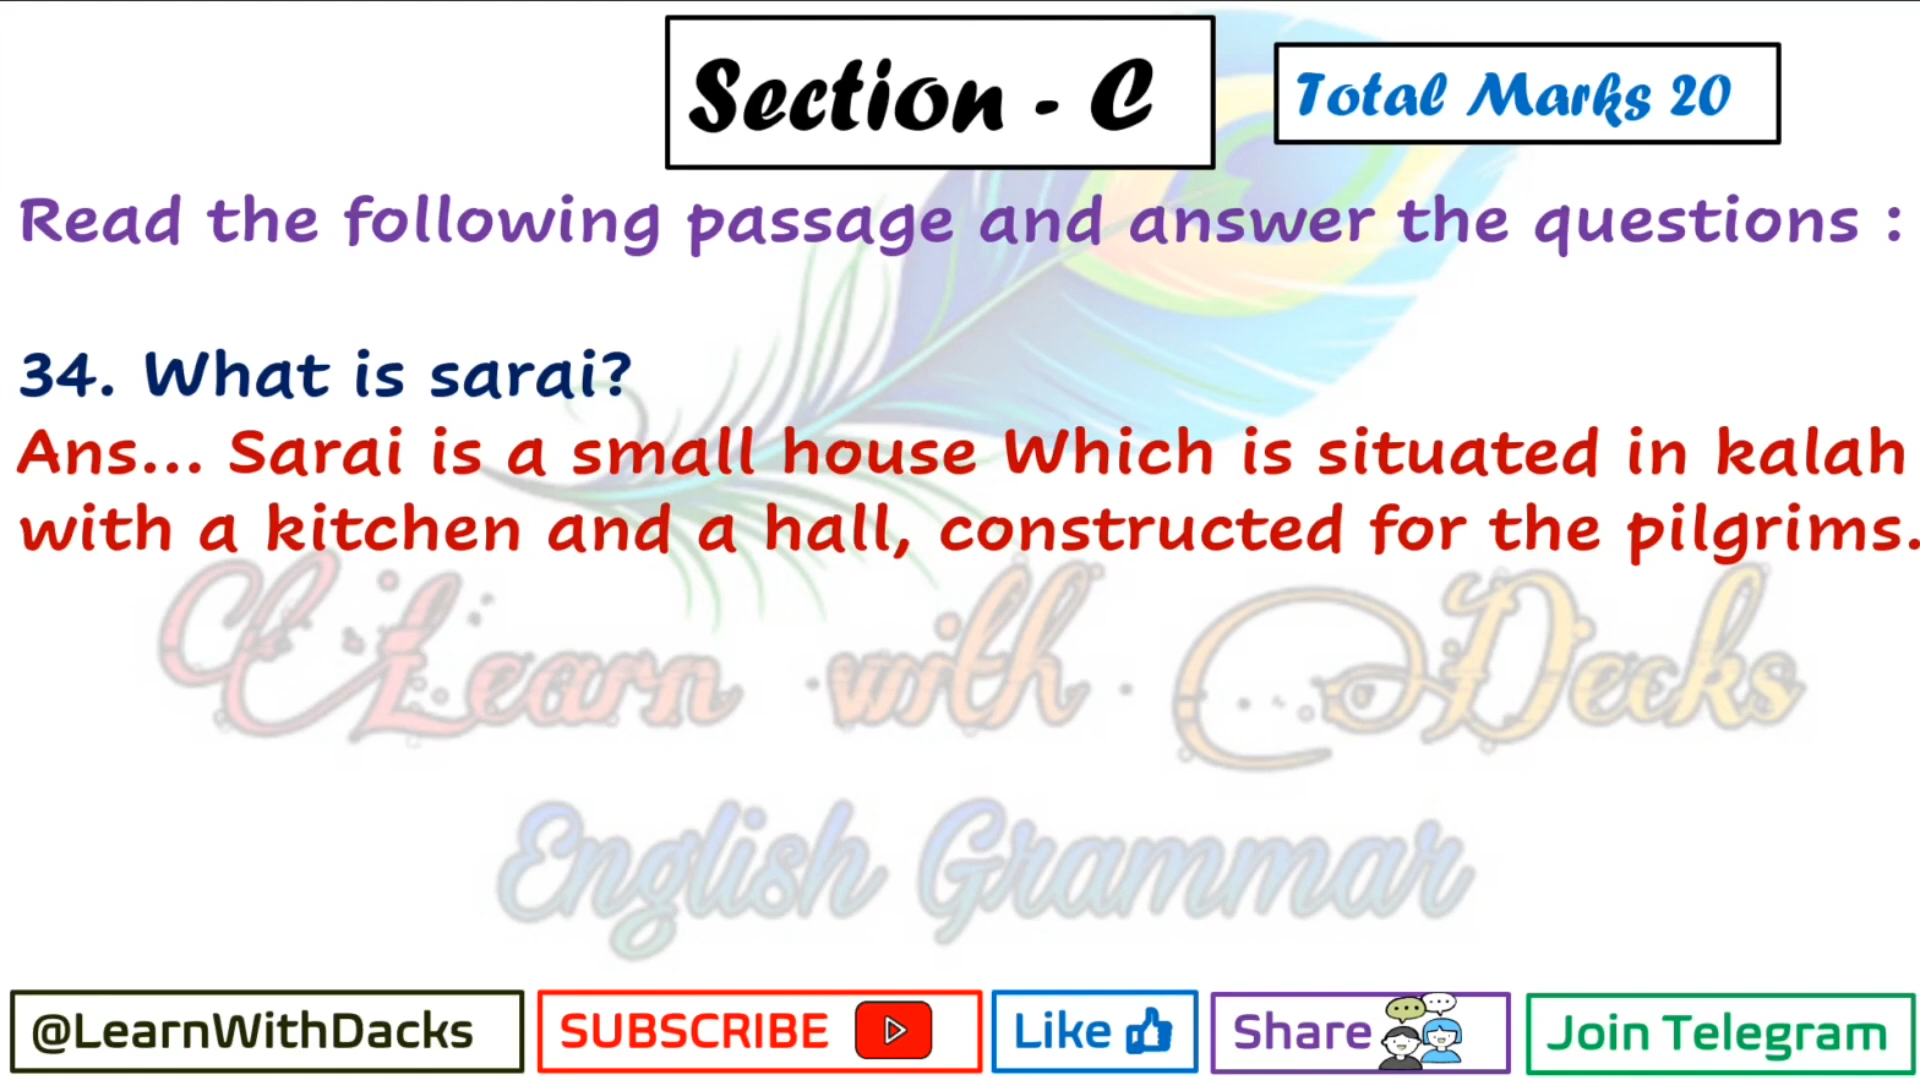 Section - C
Total Marks 20
Read the following passage and answer the questions :
34. What is sarai?
Ans... Sarai is a small house Which is situated in kalah
with a kitchen and a hall, constructed for the pilgrims.
Learn with Decks
English Grammar
@LearnWithDacks
SUBSCRIBE
Like
Share
Join Telegram